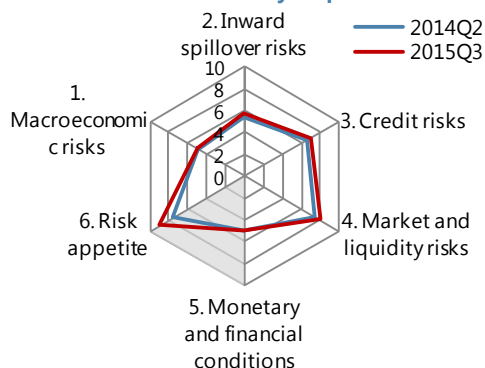 2. Inward
spillover risks
2014Q2
2015Q3
10
8
6
4
2
0
1.
Macroeconomi
c risks
3. Credit risks
6. Risk
appetite
4. Market and
liquidity risks
5. Monetary
and financial
conditions